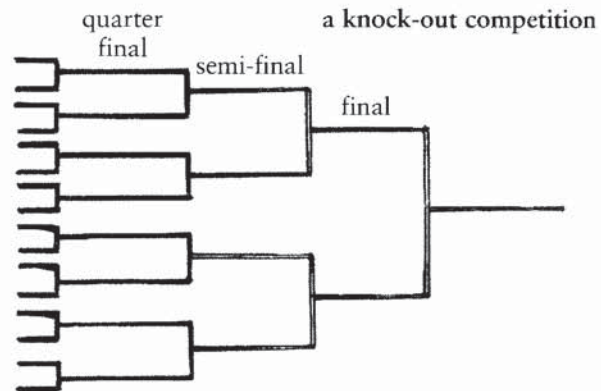 a knock-out competition
quarter
final
semi-final
final